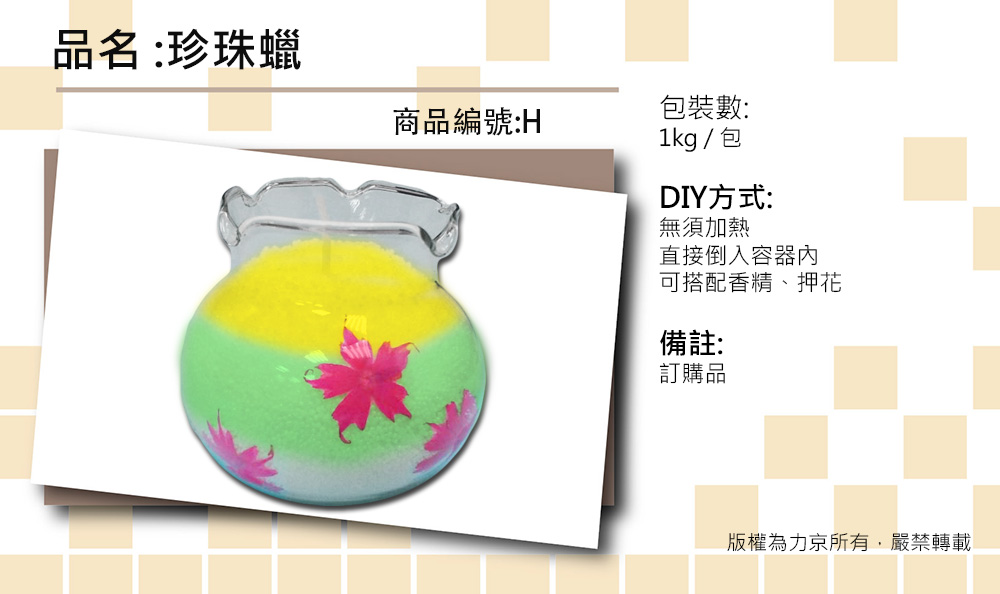 品名 :珍珠蠟
商品編號:H
包裝數:
1kg / 包
DIY方式:
無須加熱
直接倒入容器內
可搭配香精、押花
備註:
訂購品
版權為力京所有，嚴禁轉載